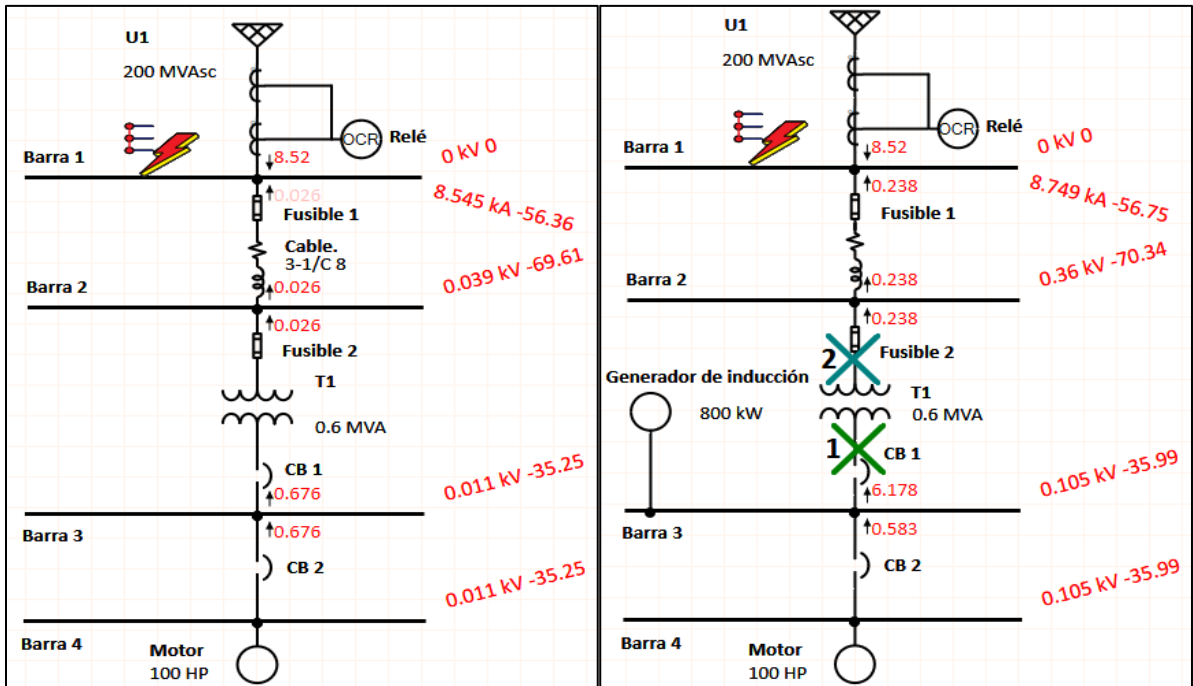 U1
200 MVAsc
OCR
Relé
Barra 1
8.52
0 kV 0
0.026
8.545 kA -56.36
Fusible 1
Cable.
3-1/C 8
0.039 kV -69.61
Barra 2
0.026
0.026
Fusible 2
T1
0.6 MVA
CB 1
0.011 kV -35.25
0.676
Barra 3
0.676
CB 2
0.011 kV -35.25
Barra 4
Motor
100 HP
U1
200 MVAsc
OCR
Relé
Barra 1
8.52
0 kV 0
0.238
8.749 kA -56.75
Fusible 1
0.36 kV -70.34
Barra 2
0.238
0.238
2
Fusible 2
Generador de inducción
T1
800 kW
0.6 MVA
1
CB 1
0.105 kV -35.99
6.178
Barra 3
0.583
CB 2
0.105 kV -35.99
Barra 4
Motor
100 HP